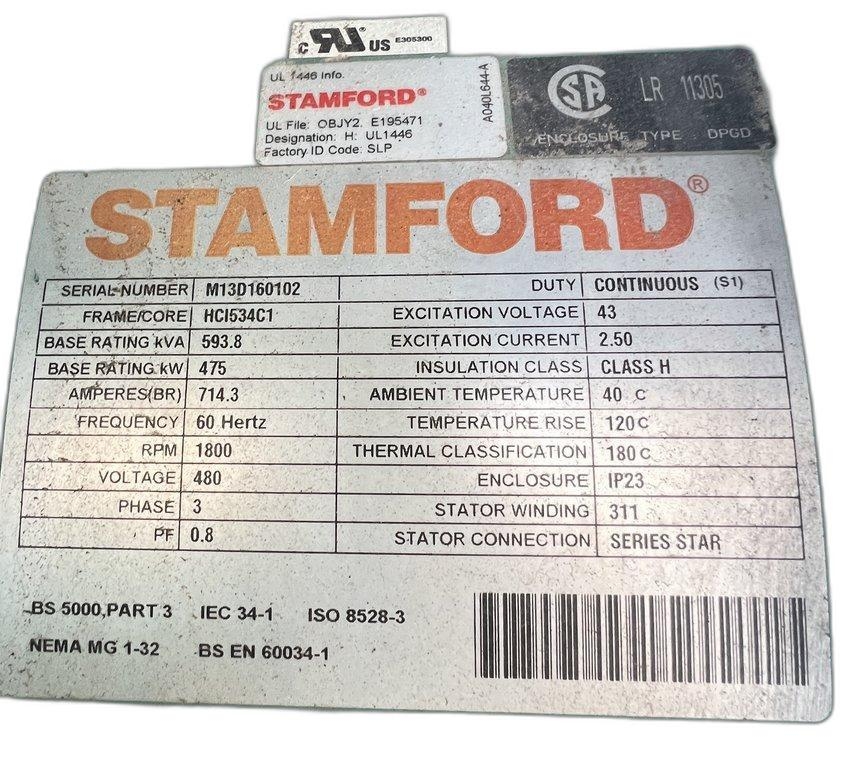 c RU® US E305300
UL 1446 Info.
STAMFORD®
UL File: OBJY2. E195471
Designation: H: UL1446
Factory ID Code: SLP
A040L644-A
CSA LR 11305
ENCLOSURE TYPE DPGD
STAMFORD®
SERIAL NUMBER M13D160102 DUTY CONTINUOUS (S1)
FRAME/CORE HCI534C1 EXCITATION VOLTAGE 43
BASE RATING kVA 593.8 EXCITATION CURRENT 2.50
BASE RATING kW 475 INSULATION CLASS CLASS H
AMPERES(BR) 714.3 AMBIENT TEMPERATURE 40 C
FREQUENCY 60 Hertz TEMPERATURE RISE 120 C
RPM 1800 THERMAL CLASSIFICATION 180 C
VOLTAGE 480 ENCLOSURE IP23
PHASE 3 STATOR WINDING 311
PF 0.8 STATOR CONNECTION SERIES STAR
BS 5000,PART 3 IEC 34-1 ISO 8528-3
NEMA MG 1-32 BS EN 60034-1